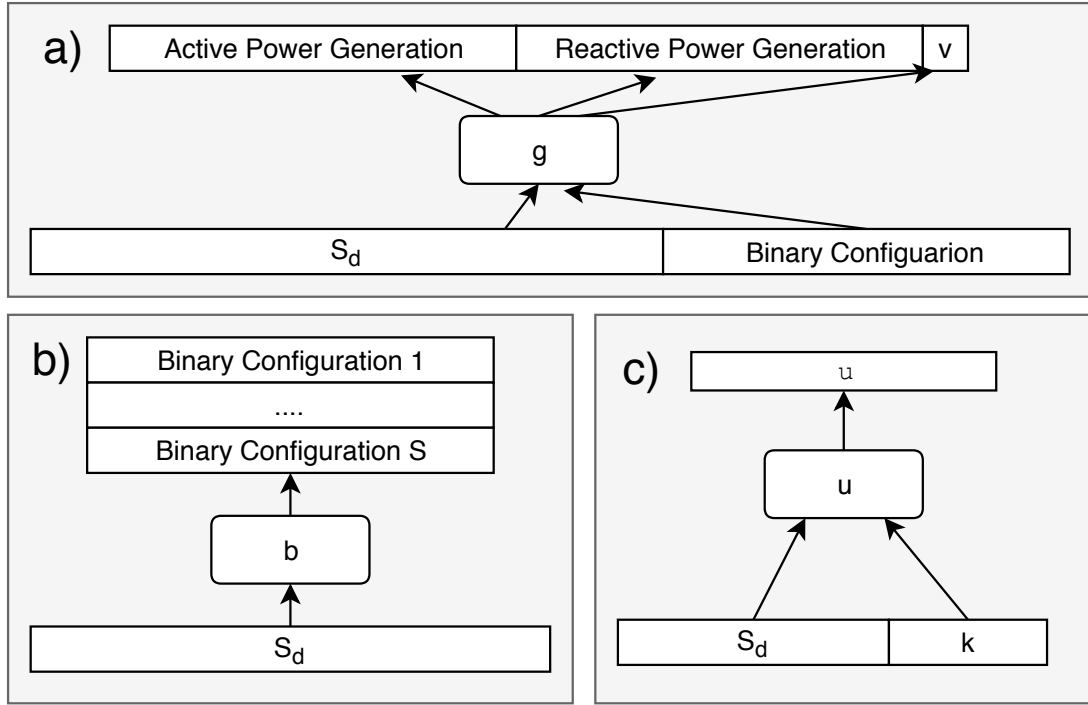 a)
Active Power Generation Reactive Power Generation v
g
S_d Binary Configuarion
b)
Binary Configuration 1
....
Binary Configuration S
b
S_d
c)
u
u
S_d k